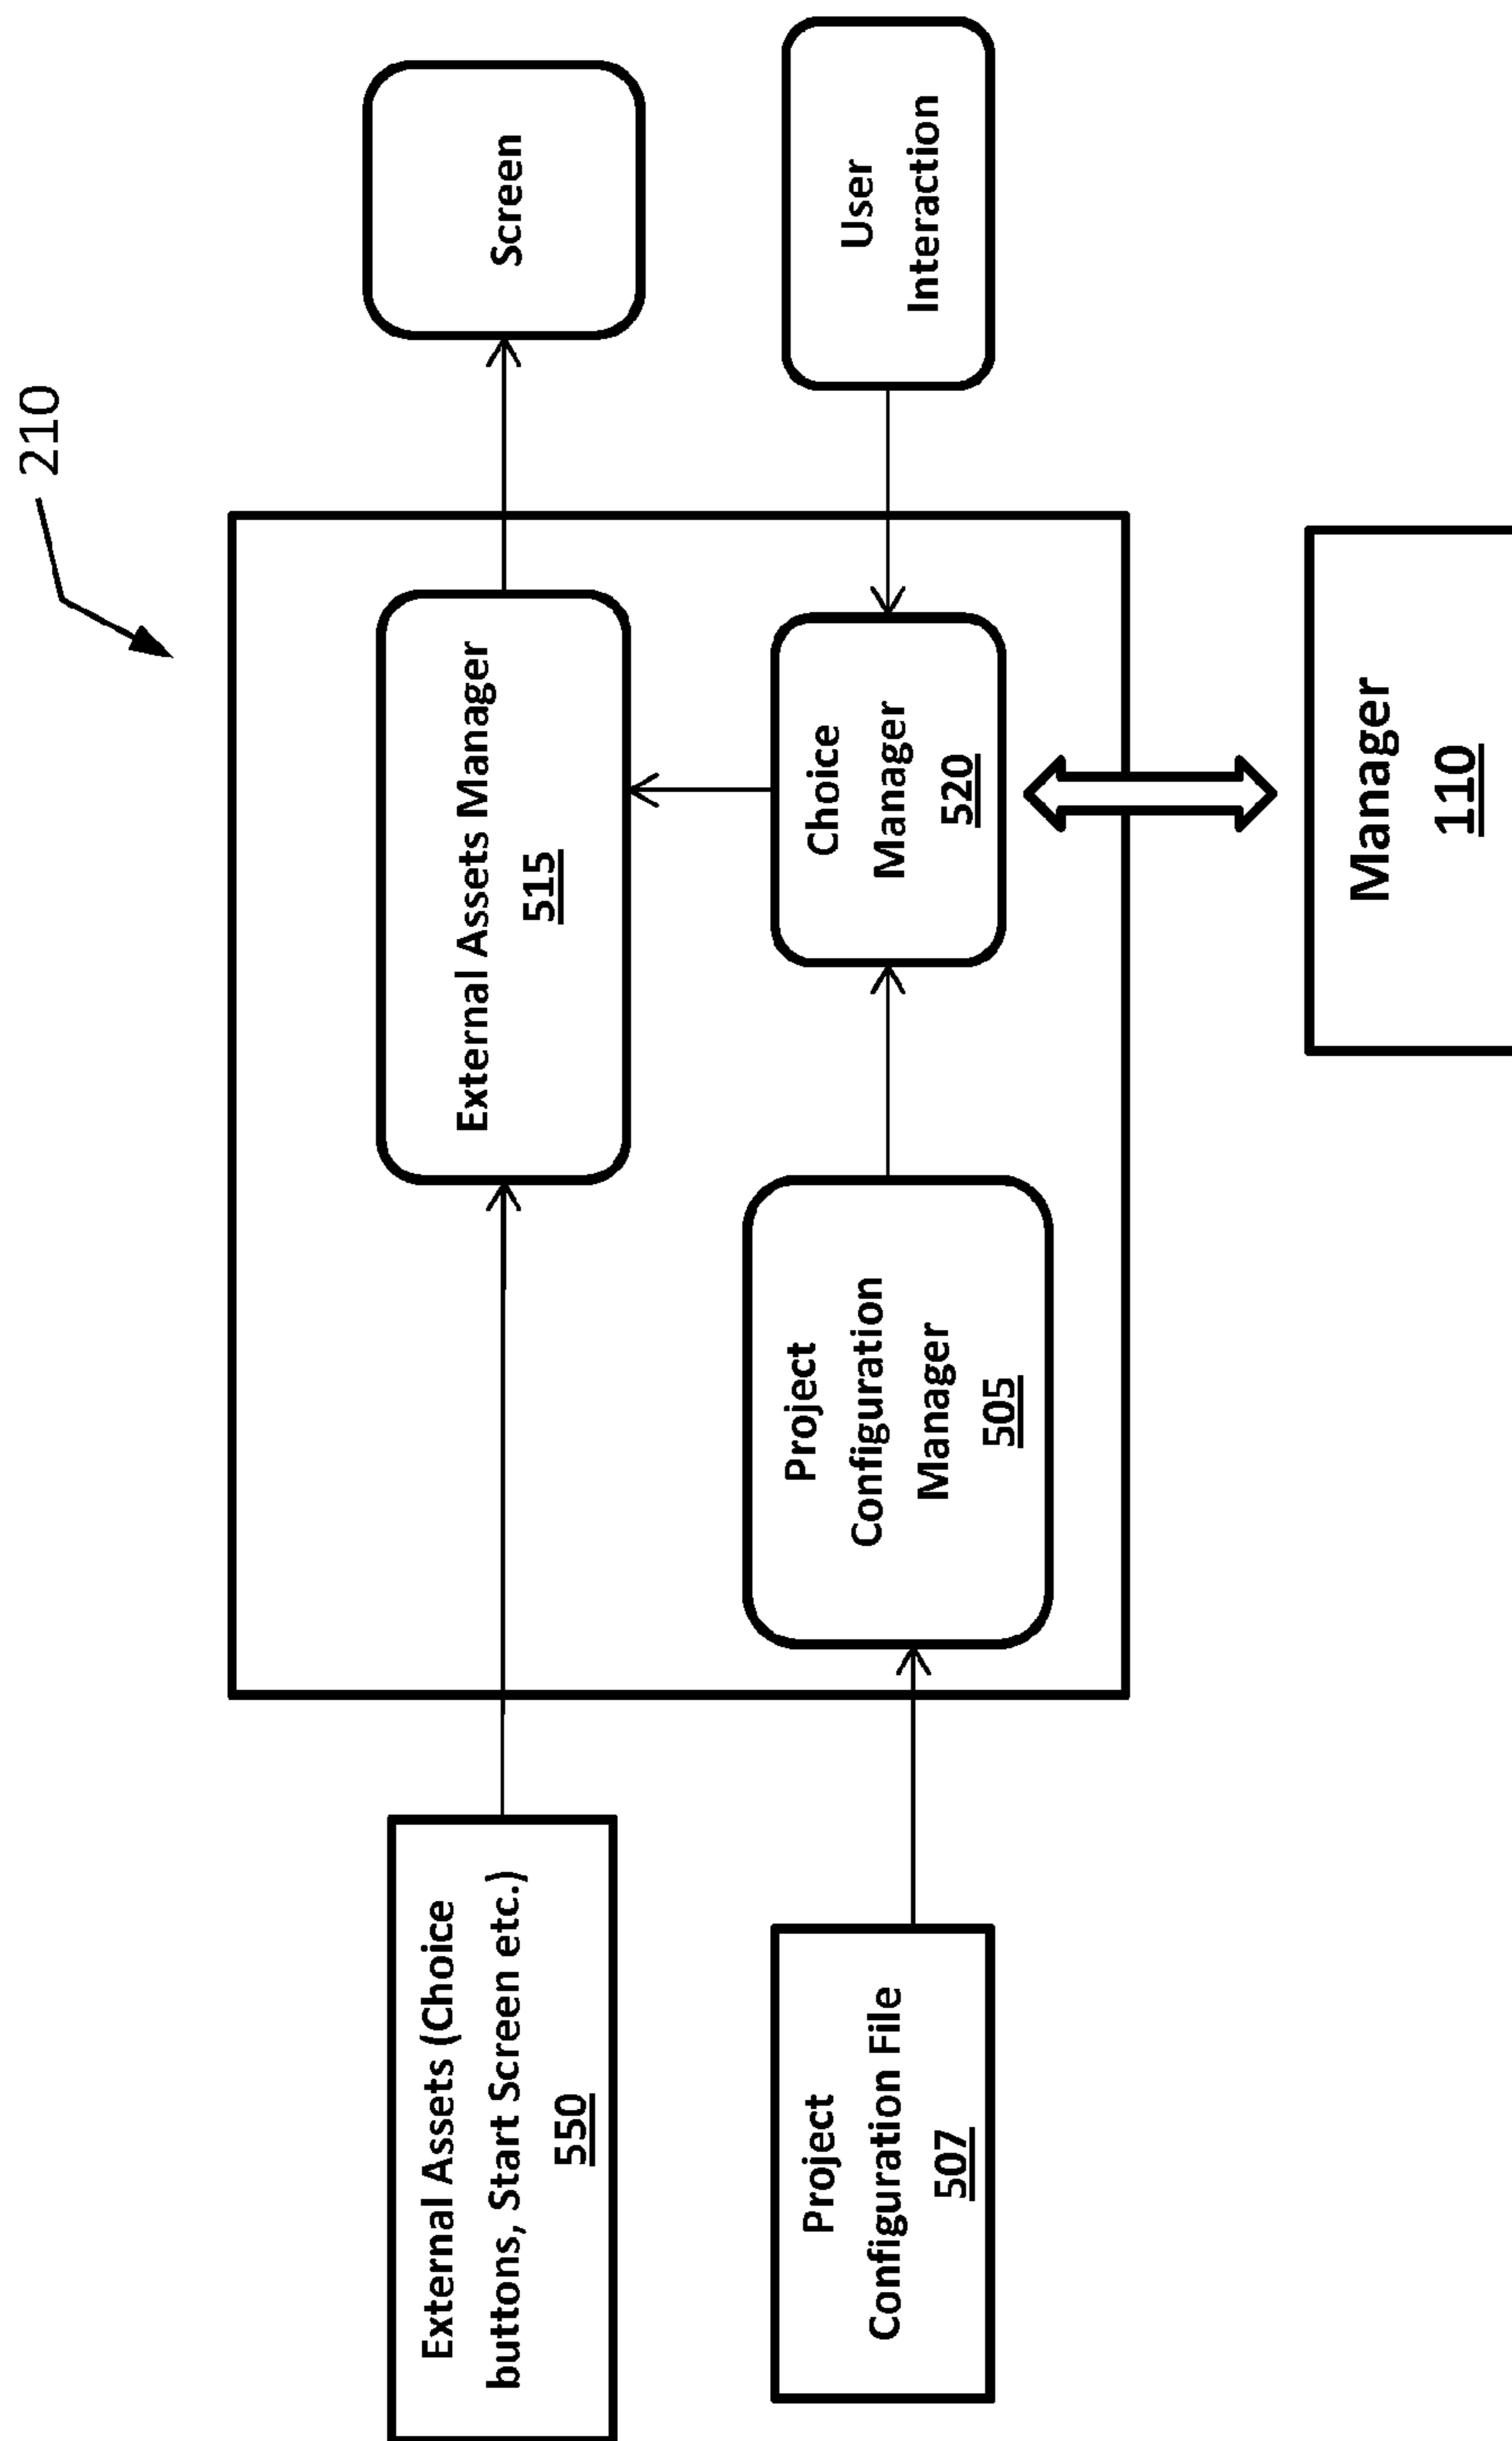 210
External Assets (Choice
buttons, Start Screen etc.)
550
External Assets Manager
515
Screen
Project
Configuration File
507
Project
Configuration
Manager
505
Choice
Manager
520
User
Interaction
Manager
110